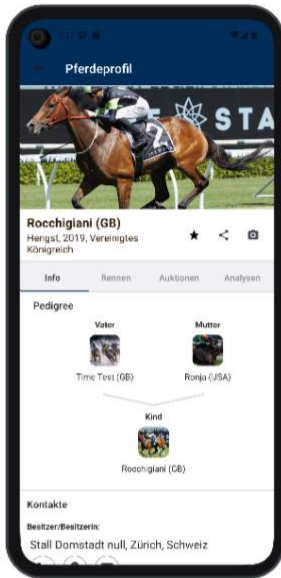 Pferdeprofil
STA
2
Rocchigiani (GB)
Hengst, 2019, Vereinigtes
Königreich
Info Rennen Auktionen Analysen
Pedigree
Vater Mutter
Time Test (GB) Ronja (USA)
Kind
Rocchigiani (GB)
Kontakte
Besitzer/Besitzerin:
Stall Domstadt null, Zürich, Schweiz